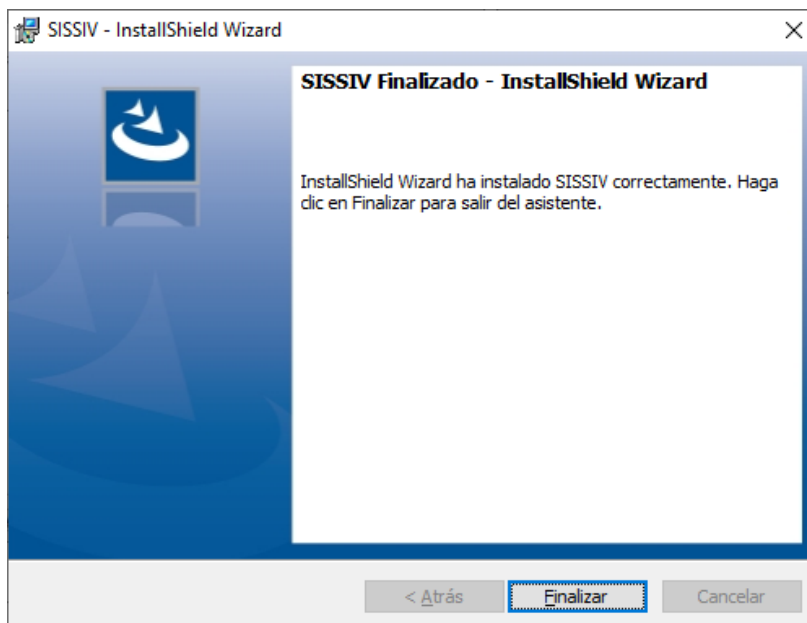 SISSIV - InstallShield Wizard
SISSIV Finalizado - InstallShield Wizard
InstallShield Wizard ha instalado SISSIV correctamente. Haga
clic en Finalizar para salir del asistente.
< Atrás
Finalizar
Cancelar